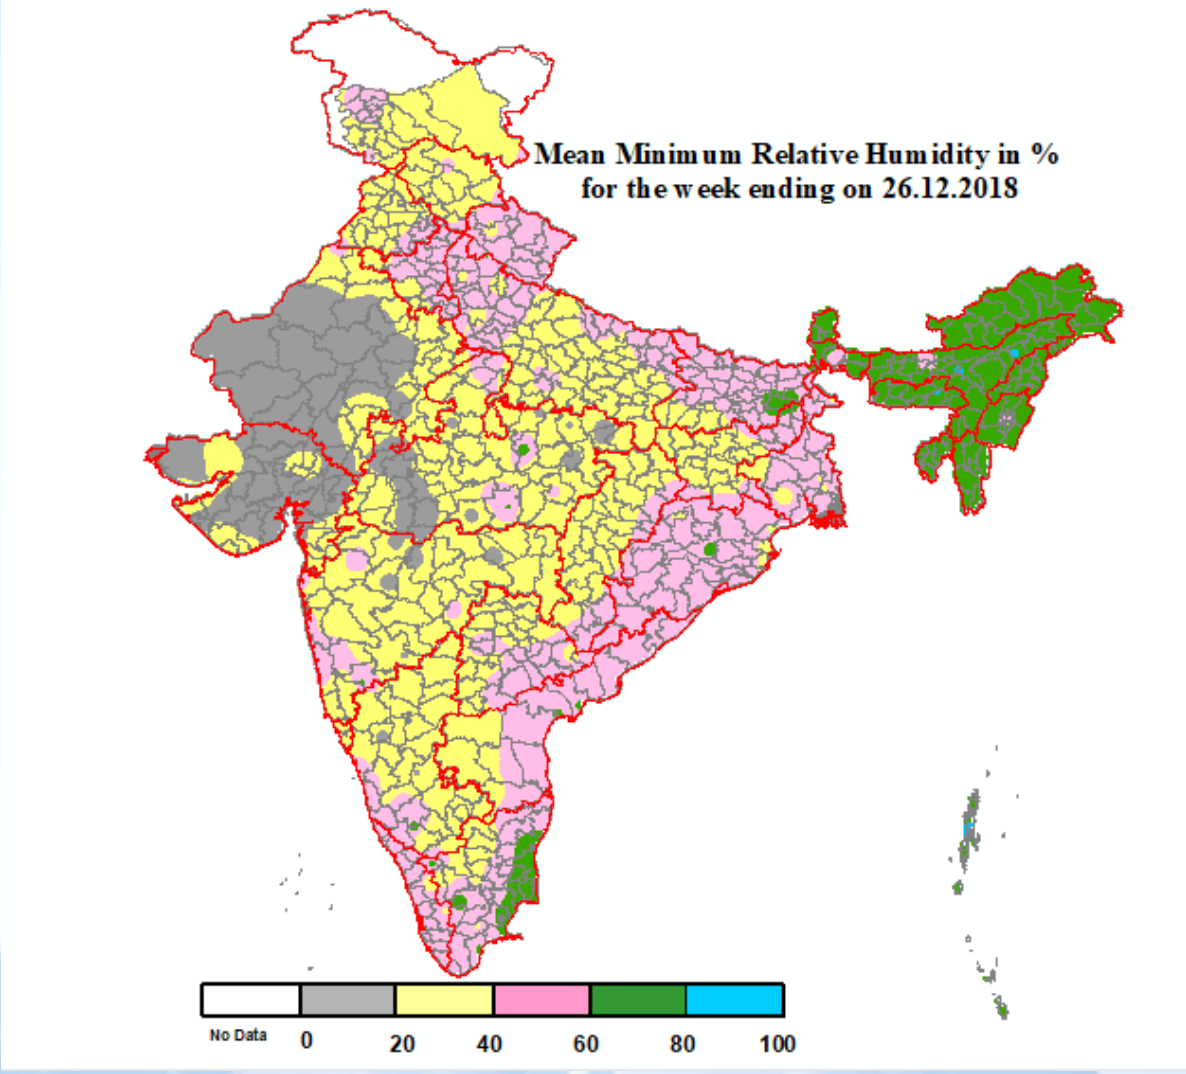 Mean Minimum Relative Humidity in %
for the week ending on 26.12.2018
No Data 0 20 40 60 80 100